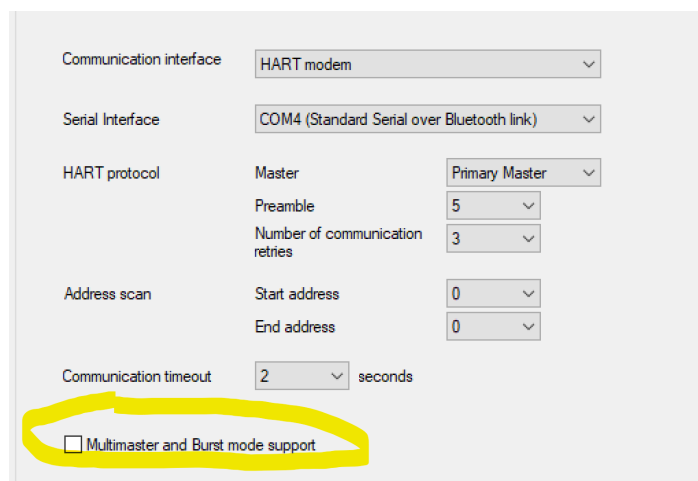 Communication interface HART modem
Serial Interface COM4 (Standard Serial over Bluetooth link)
HART protocol Master Primary Master
Preamble 5
Number of communication retries 3
Address scan Start address 0
End address 0
Communication timeout 2 seconds
Multimaster and Burst mode support